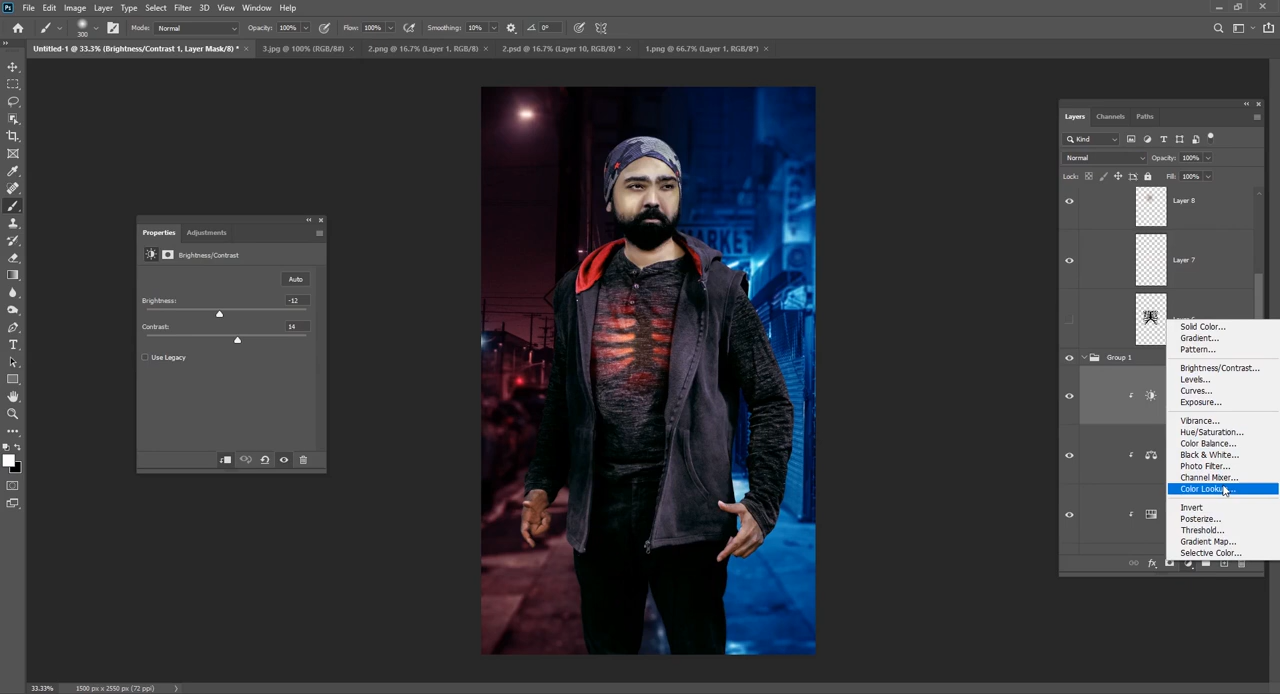 Ps File Edit Image Layer Type Select Filter 3D View Window Help
300 Mode: Normal Opacity: 100% Flow: 100% Smoothing: 10% 0°
Untitled-1 @ 33.3% (Brightness/Contrast 1, Layer Mask/8) * × 3.jpg @ 100% (RGB/8#) × 2.png @ 16.7% (Layer 1, RGB/8) × 2.psd @ 16.7% (Layer 10, RGB/8) * × 1.png @ 66.7% (Layer 1, RGB/8*) ×
Layers Channels Paths
Kind
Normal Opacity: 100%
Lock: Fill: 100%
Layer 8
Layer 7
Group 1
Properties Adjustments
Brightness/Contrast
Auto
Brightness: -12
Contrast: 14
Use Legacy
MARKET
Solid Color...
Gradient...
Pattern...
Brightness/Contrast...
Levels...
Curves...
Exposure...
Vibrance...
Hue/Saturation...
Color Balance...
Black & White...
Photo Filter...
Channel Mixer...
Color Lookup...
Invert
Posterize...
Threshold...
Gradient Map...
Selective Color...
fx
33.33% 1500 px x 2550 px (72 ppi)